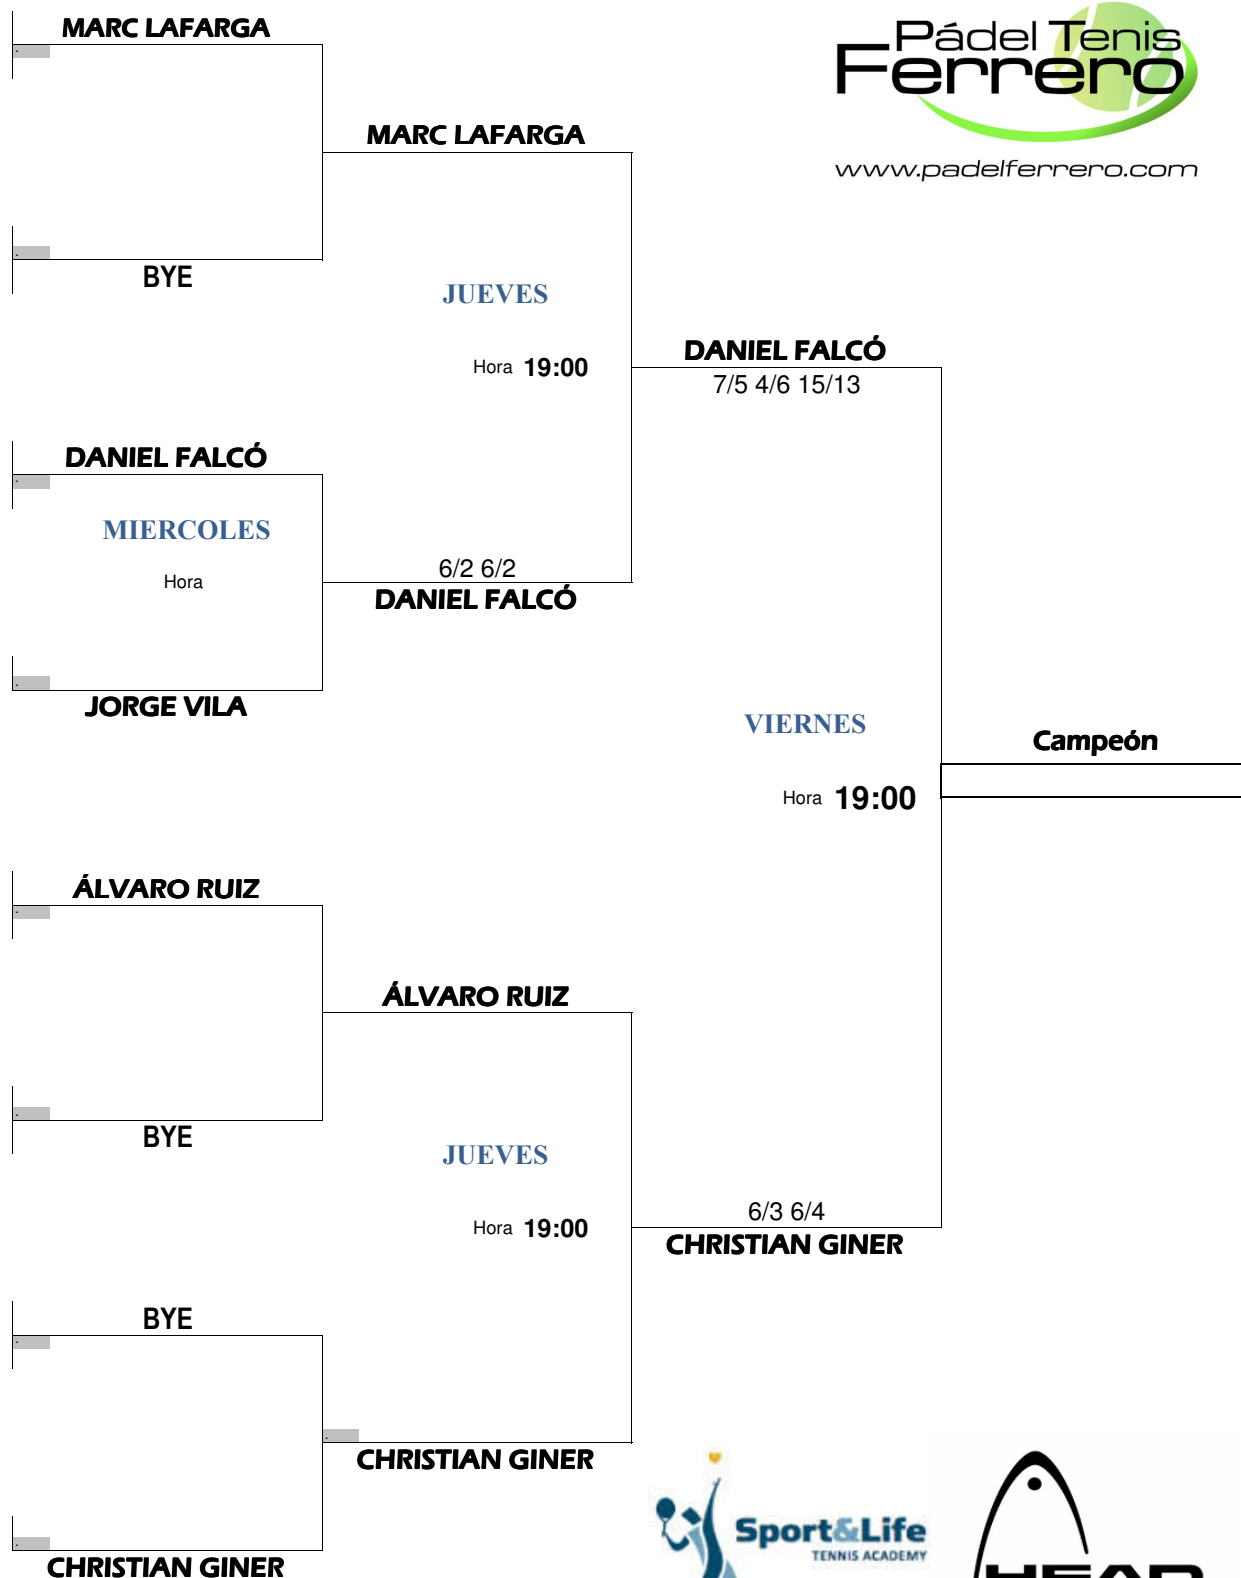 MARC LAFARGA
Pádel Tenis
Ferrero
www.padelferrero.com
MARC LAFARGA
BYE
JUEVES
Hora 19:00
DANIEL FALCÓ
7/5 4/6 15/13
DANIEL FALCÓ
MIERCOLES
Hora
6/2 6/2
DANIEL FALCÓ
JORGE VILA
VIERNES
Hora 19:00
Campeón
ÁLVARO RUIZ
ÁLVARO RUIZ
BYE
JUEVES
Hora 19:00
6/3 6/4
CHRISTIAN GINER
BYE
CHRISTIAN GINER
Sport&Life
TENNIS ACADEMY
HEAD
CHRISTIAN GINER